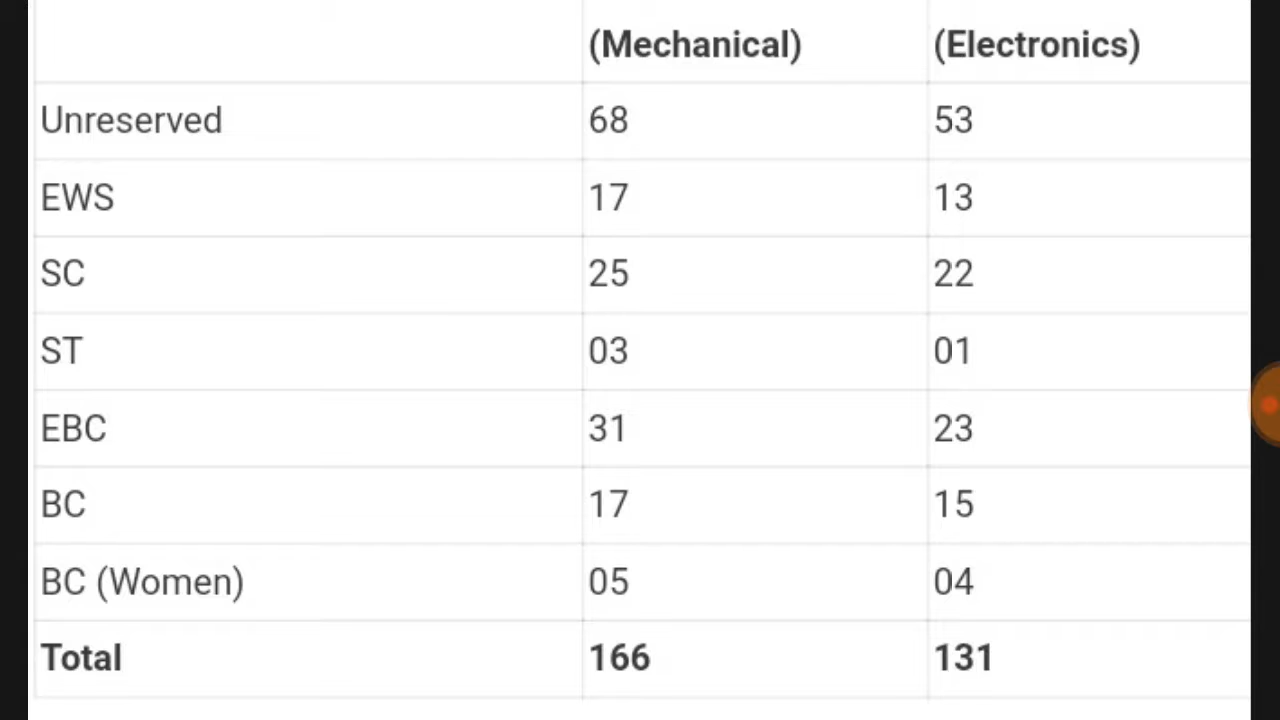 (Mechanical) (Electronics)
Unreserved 68 53
EWS 17 13
SC 25 22
ST 03 01
EBC 31 23
BC 17 15
BC (Women) 05 04
Total 166 131